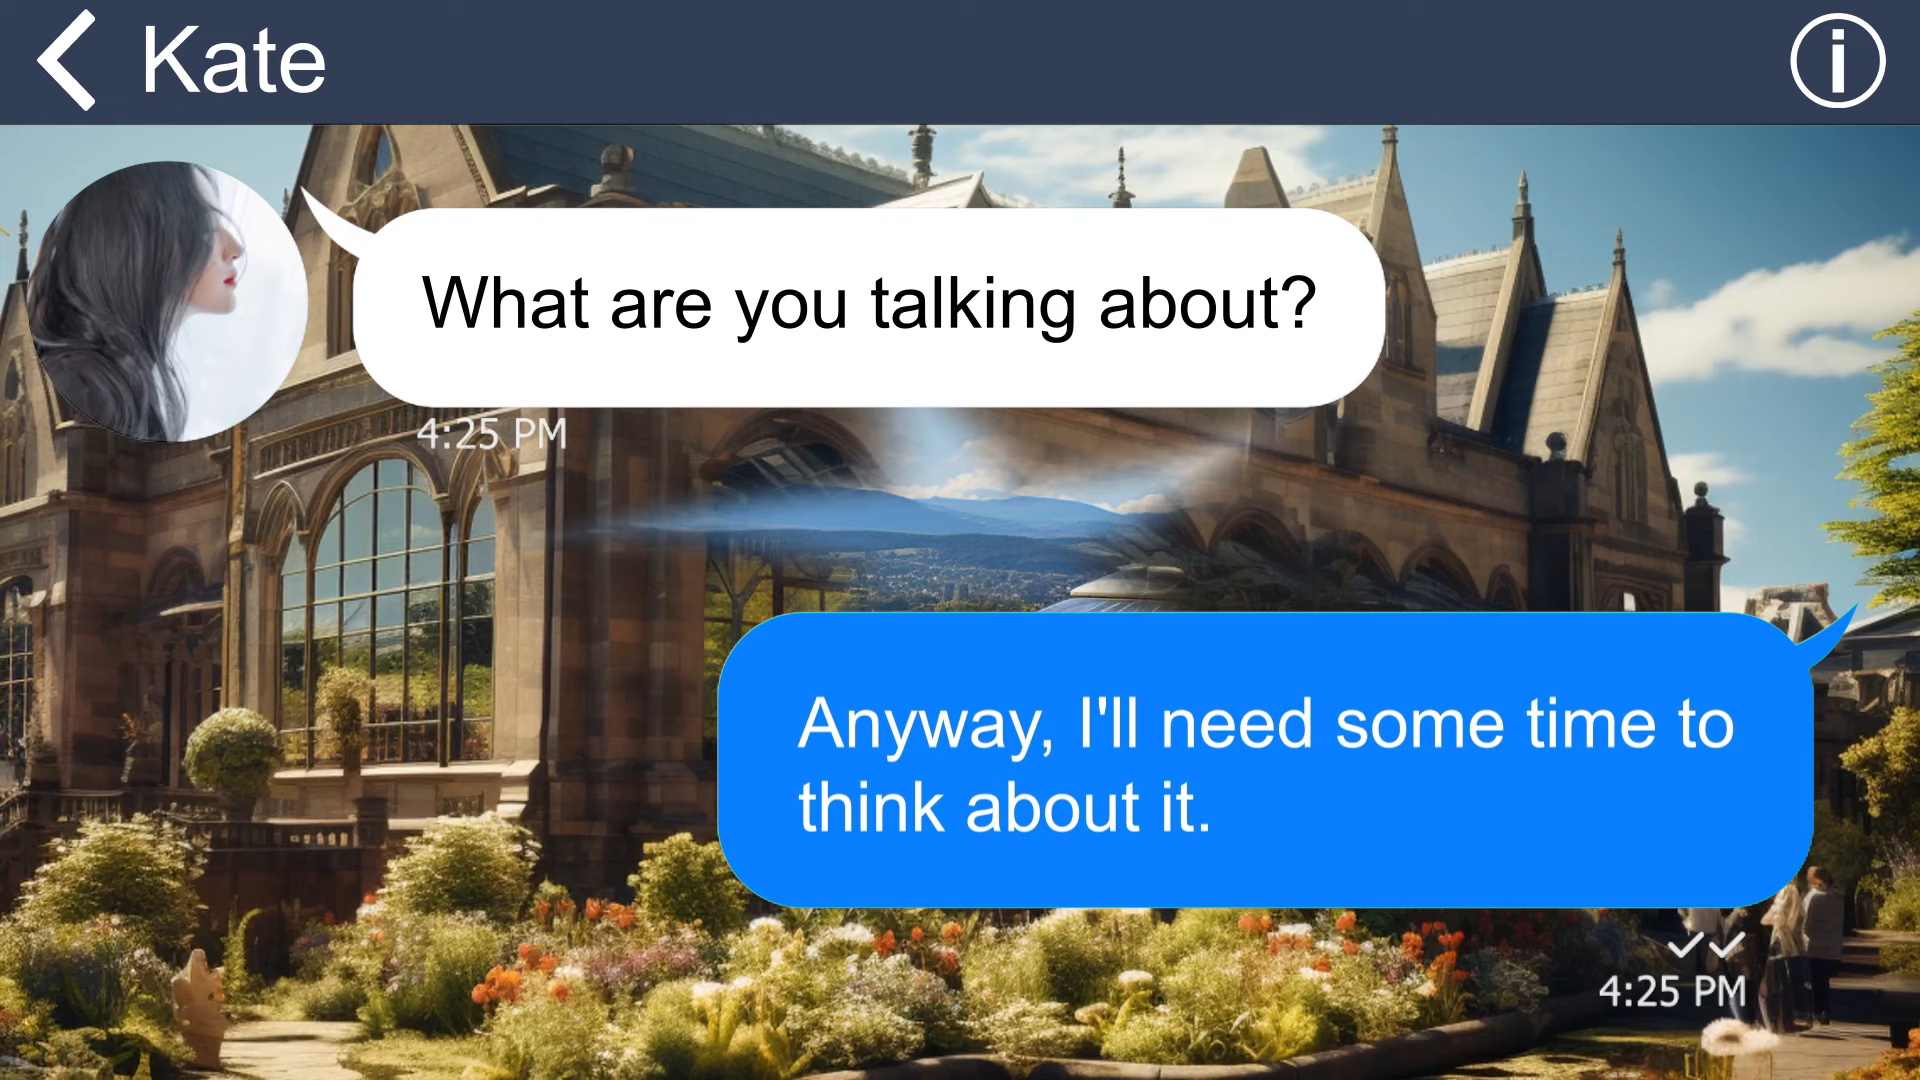 Kate
What are you talking about?
4:25 PM
Anyway, I'll need some time to
think about it.
4:25 PM